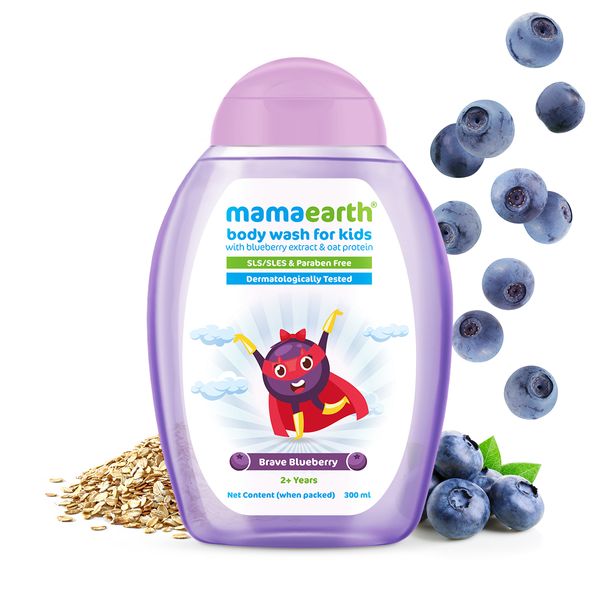 mamaearth®
body wash for kids
with blueberry extract & oat protein
SLS/SLES & Paraben Free
Dermatologically Tested
Brave Blueberry
2+ Years
Net Content (when packed) 300 ml